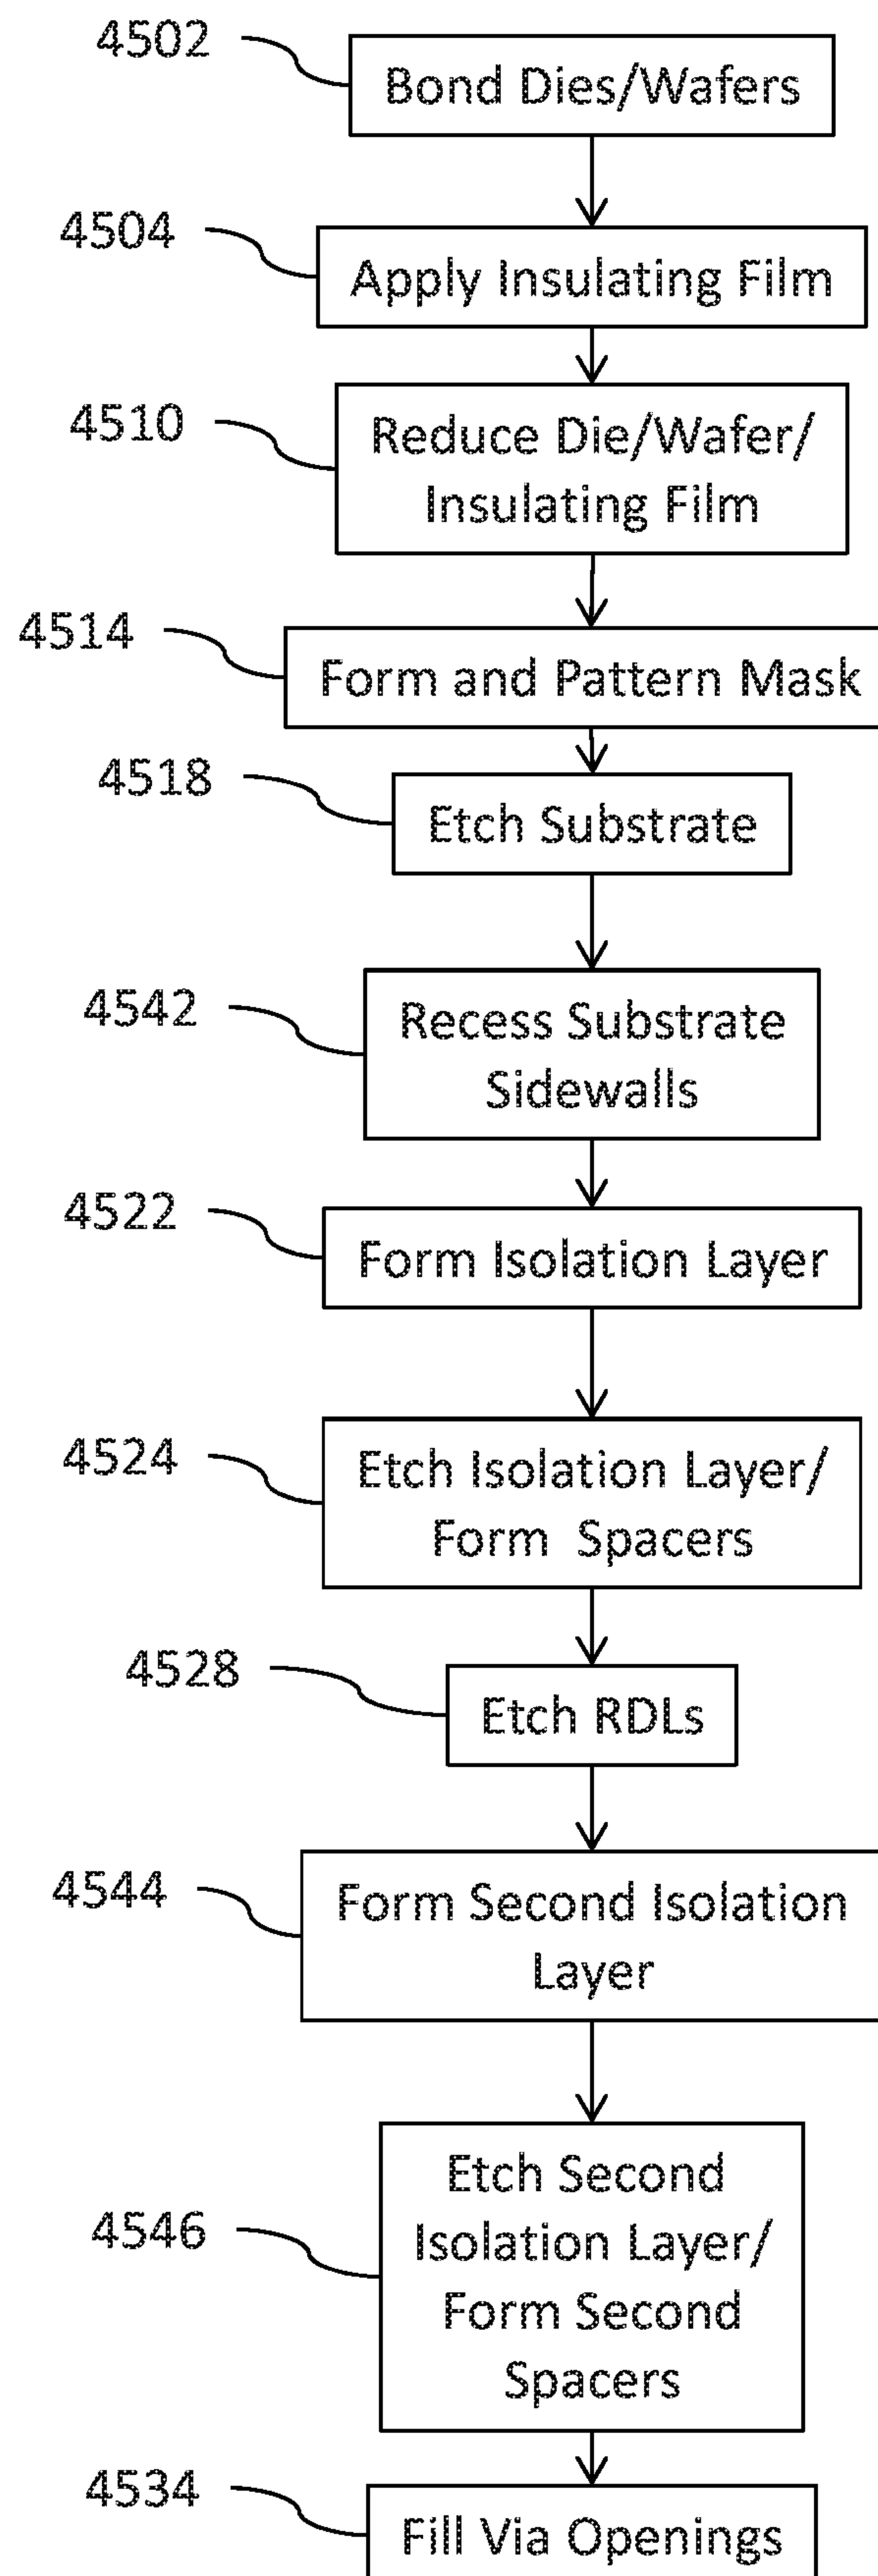 4502
Bond Dies/Wafers
4504
Apply Insulating Film
4510
Reduce Die/Wafer/
Insulating Film
4514
Form and Pattern Mask
4518
Etch Substrate
4542
Recess Substrate
Sidewalls
4522
Form Isolation Layer
4524
Etch Isolation Layer/
Form Spacers
4528
Etch RDLs
4544
Form Second Isolation
Layer
4546
Etch Second
Isolation Layer/
Form Second
Spacers
4534
Fill Via Openings